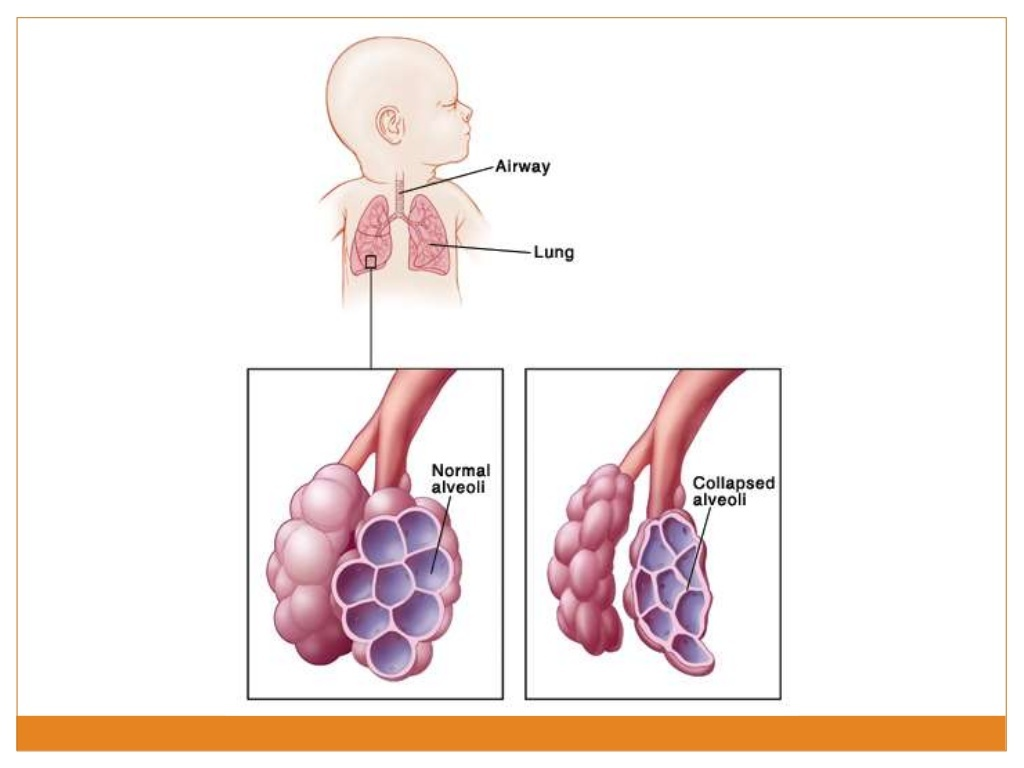 Airway
Lung
Normal
alveoli
Collapsed
alveoli